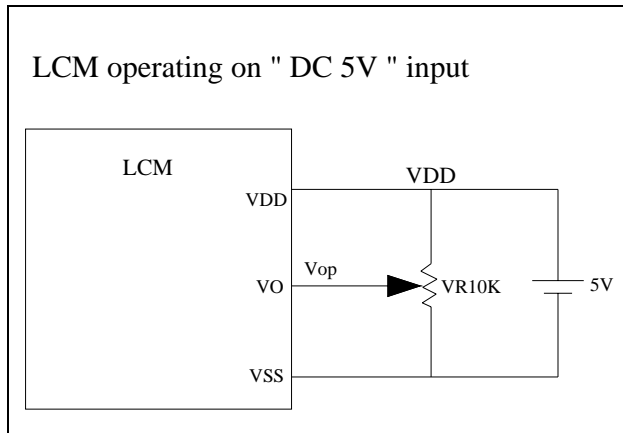 LCM operating on " DC 5V " input
LCM
VDD
VDD
Vop
VO
VR10K
5V
VSS